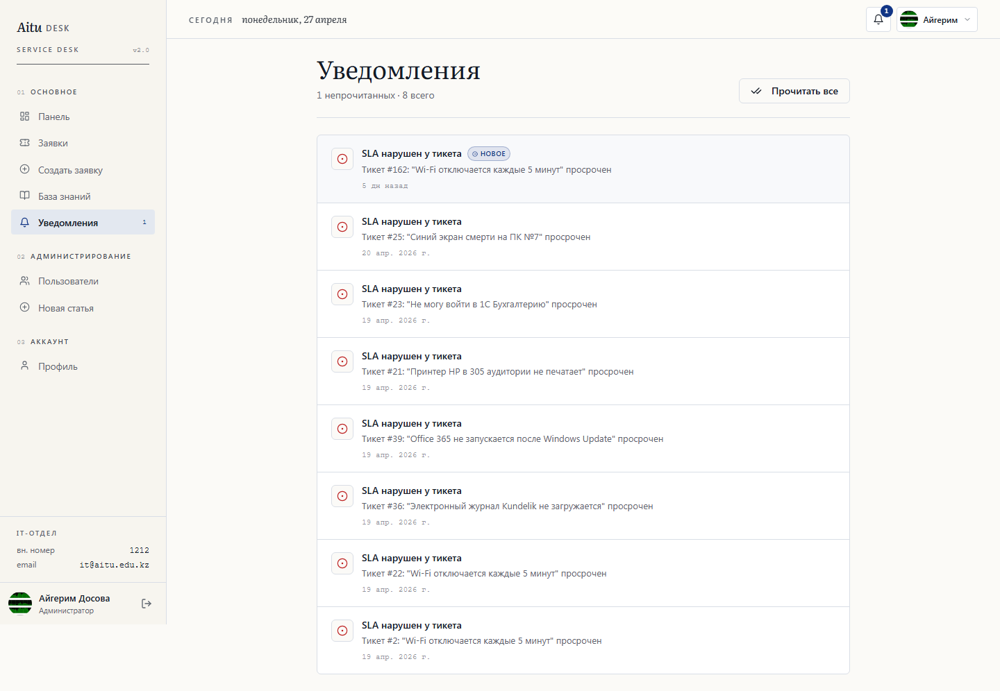 Aitu DESK
SERVICE DESK v2.0
01 ОСНОВНОЕ
Панель
Заявки
Создать заявку
База знаний
Уведомления 1
02 АДМИНИСТРИРОВАНИЕ
Пользователи
Новая статья
03 АККАУНТ
Профиль
IT-ОТДЕЛ
вн. номер 1212
email it@aitu.edu.kz
Айгерим Досова
Администратор
СЕГОДНЯ понедельник, 27 апреля
1
Айгерим
Уведомления
1 непрочитанных · 8 всего
Прочитать все
SLA нарушен у тикета НОВОЕ
Тикет #162: "Wi-Fi отключается каждые 5 минут" просрочен
5 дн назад
SLA нарушен у тикета
Тикет #25: "Синий экран смерти на ПК №7" просрочен
20 апр. 2026 г.
SLA нарушен у тикета
Тикет #23: "Не могу войти в 1С Бухгалтерию" просрочен
19 апр. 2026 г.
SLA нарушен у тикета
Тикет #21: "Принтер HP в 305 аудитории не печатает" просрочен
19 апр. 2026 г.
SLA нарушен у тикета
Тикет #39: "Office 365 не запускается после Windows Update" просрочен
19 апр. 2026 г.
SLA нарушен у тикета
Тикет #36: "Электронный журнал Kundelik не загружается" просрочен
19 апр. 2026 г.
SLA нарушен у тикета
Тикет #22: "Wi-Fi отключается каждые 5 минут" просрочен
19 апр. 2026 г.
SLA нарушен у тикета
Тикет #2: "Wi-Fi отключается каждые 5 минут" просрочен
19 апр. 2026 г.